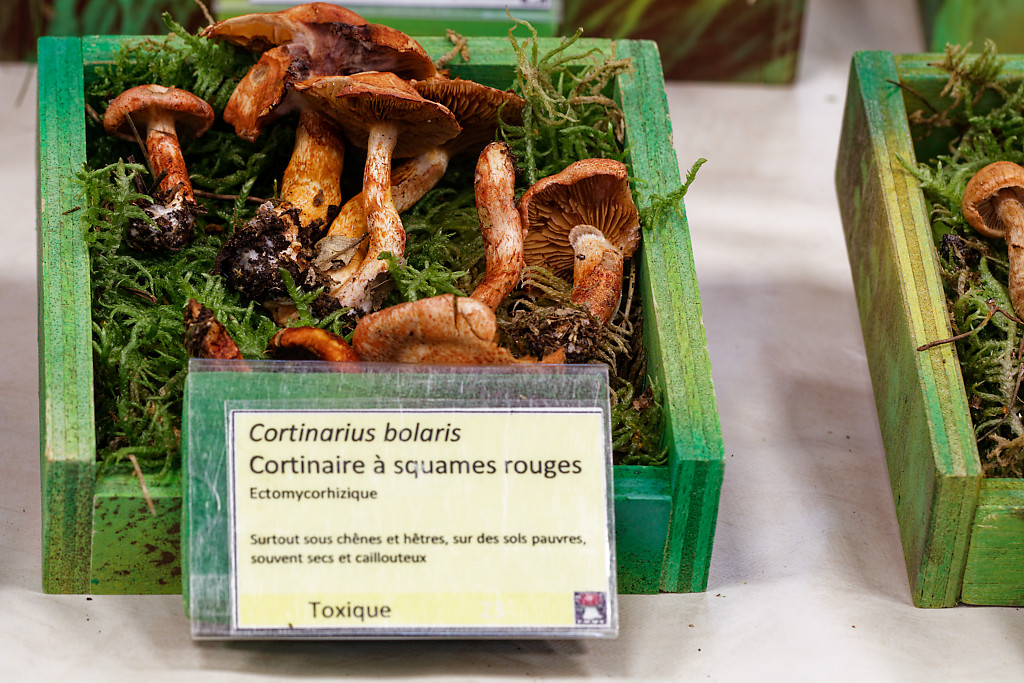 Cortinarius bolaris
Cortinaire à squames rouges
Ectomycorhizique
Surtout sous chênes et hêtres, sur des sols pauvres,
souvent secs et caillouteux
Toxique